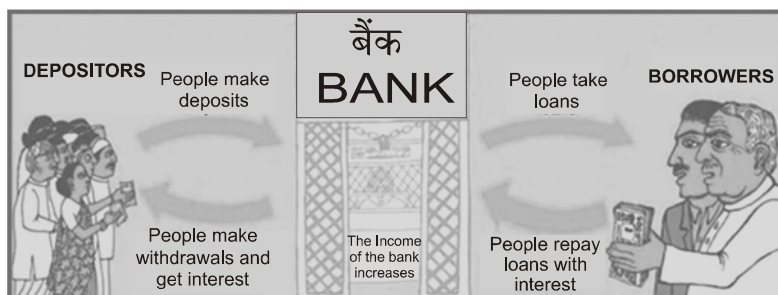 बैंक
BANK
DEPOSITORS
People make
deposits
People make
withdrawals and
get interest
The Income
of the bank
increases
People take
loans
BORROWERS
People repay
loans with
interest